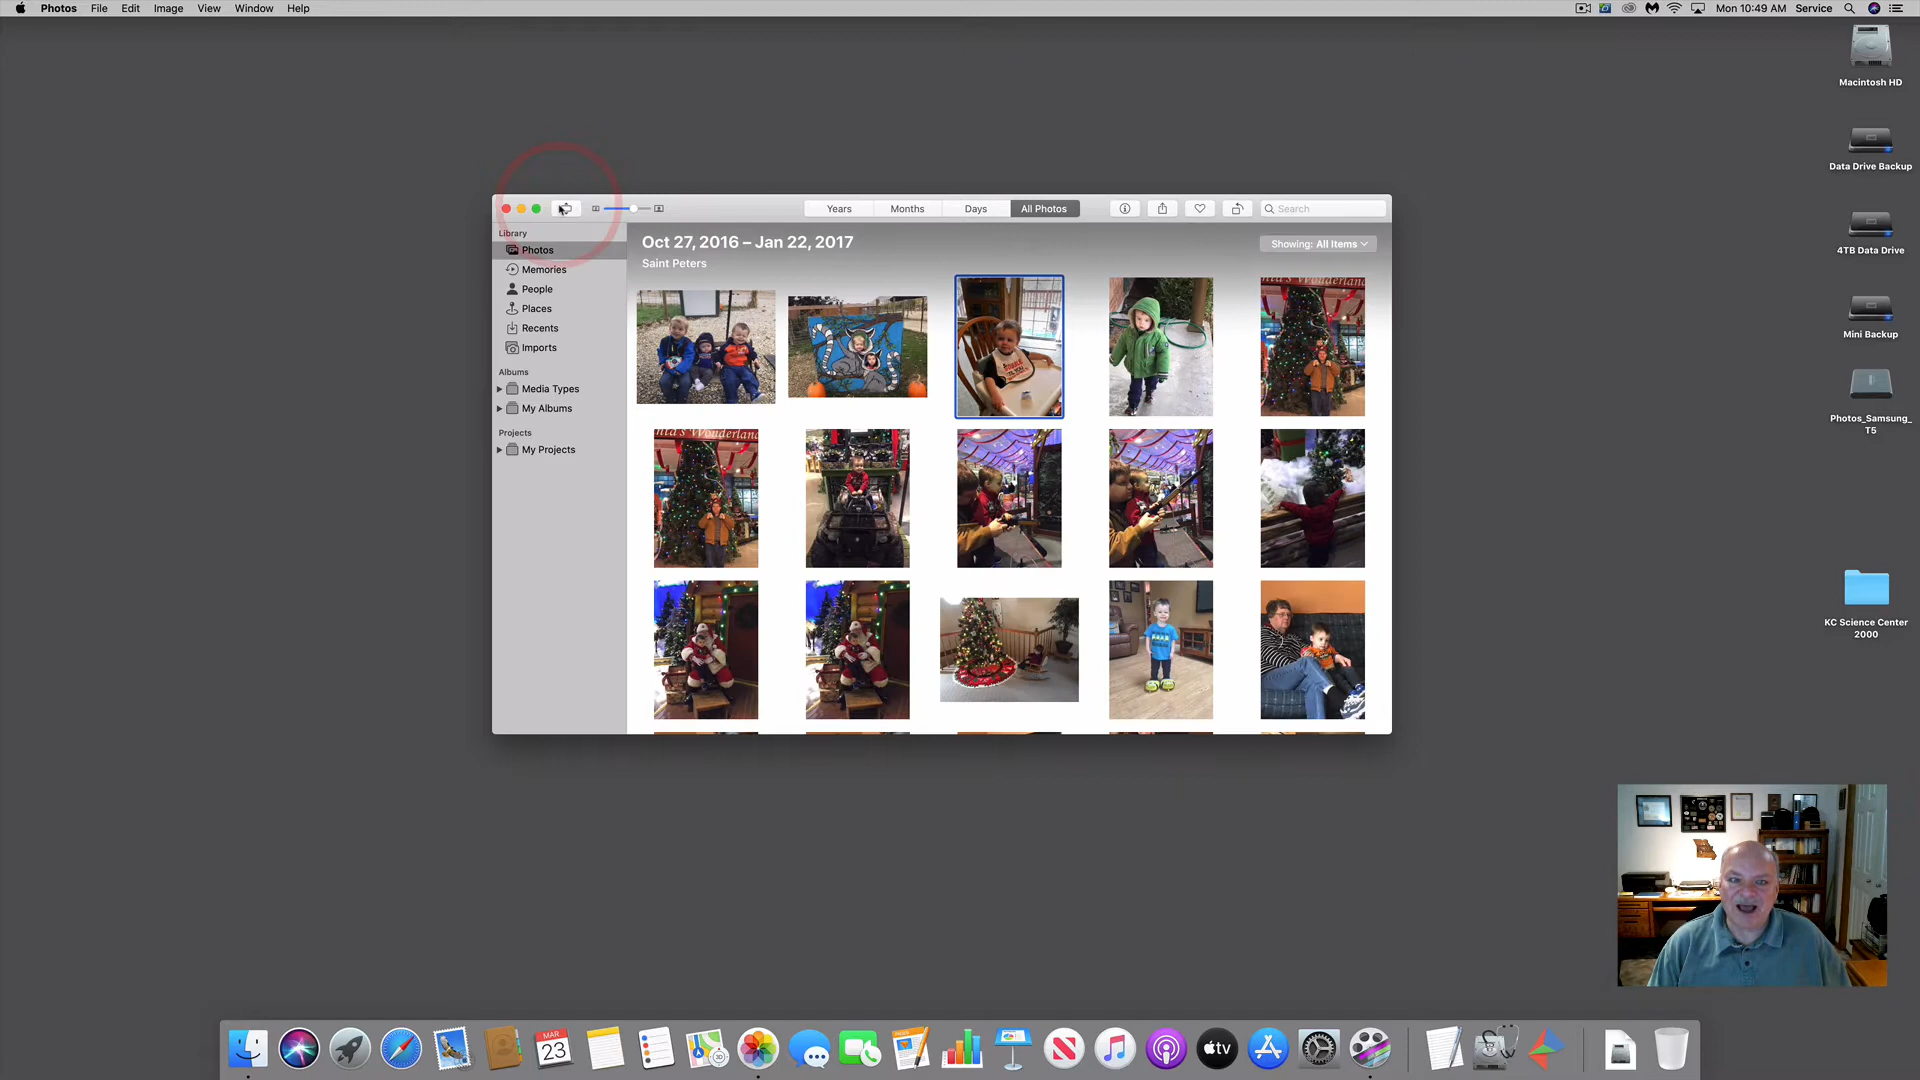 Photos File Edit Image View Window Help
Mon 10:49 AM Service
Macintosh HD
Data Drive Backup
4TB Data Drive
Mini Backup
Photos_Samsung_
T5
KC Science Center
2000
Years Months Days All Photos
Search
Library
Photos
Memories
People
Places
Recents
Imports
Albums
Media Types
My Albums
Projects
My Projects
Oct 27, 2016 – Jan 22, 2017
Saint Peters
Showing: All Items
MAR
23
tv